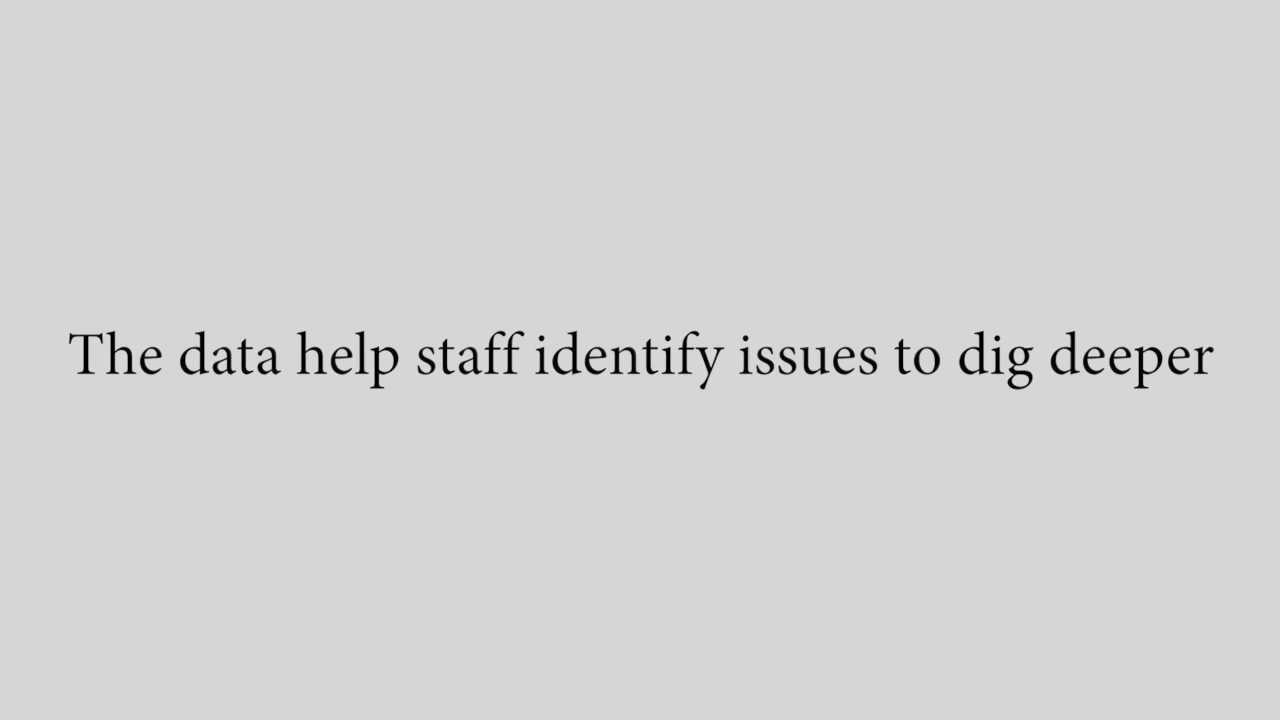 The data help staff identify issues to dig deeper